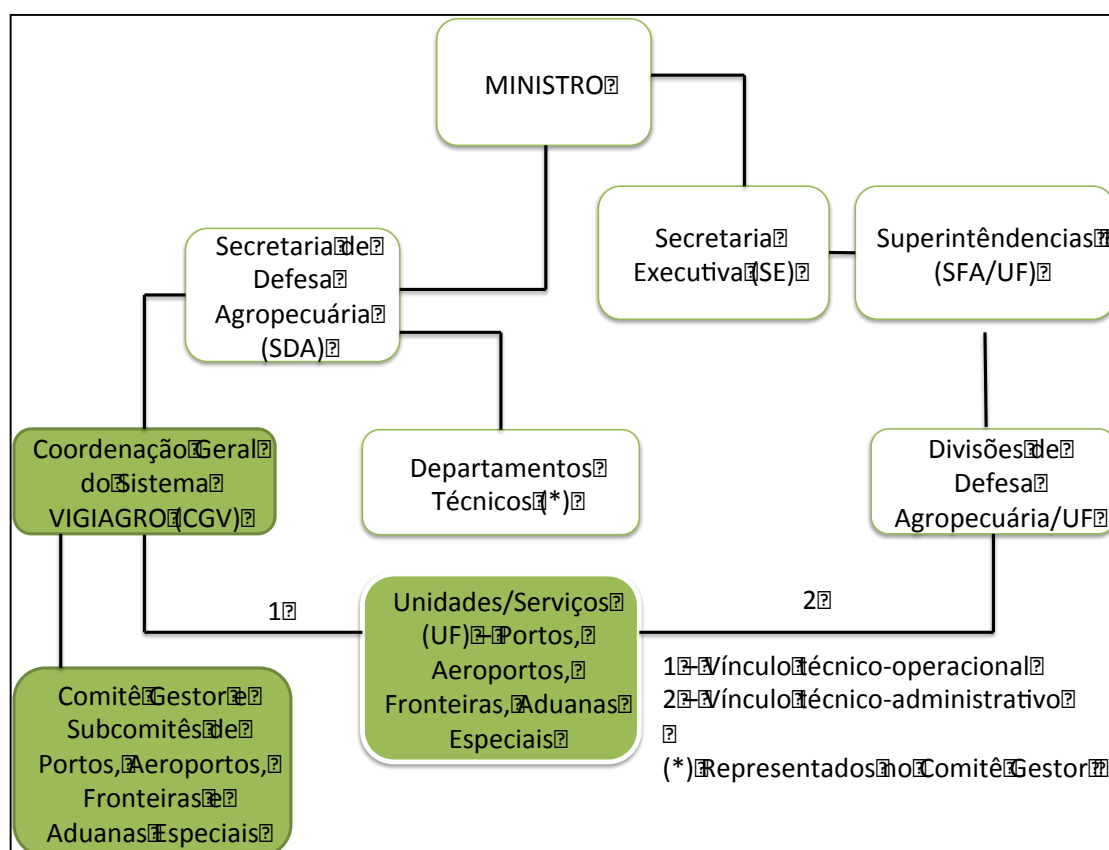 MINISTRO
Secretaria de
Defesa
Agropecuária
(SDA)
Secretaria
Executiva (SE)
Superintêndencias
(SFA/UF)
Coordenação Geral
do Sistema
VIGIAGRO (CGV)
Departamentos
Técnicos (*)
Divisões de
Defesa
Agropecuária/UF
1
Unidades/Serviços
(UF) – Portos,
Aeroportos,
Fronteiras, Aduanas
Especiais
2
Comitê Gestor e
Subcomitês de
Portos, Aeroportos,
Fronteiras e
Aduanas Especiais
1 – Vínculo técnico-operacional
2 – Vínculo técnico-administrativo
(*) Representados no Comitê Gestor